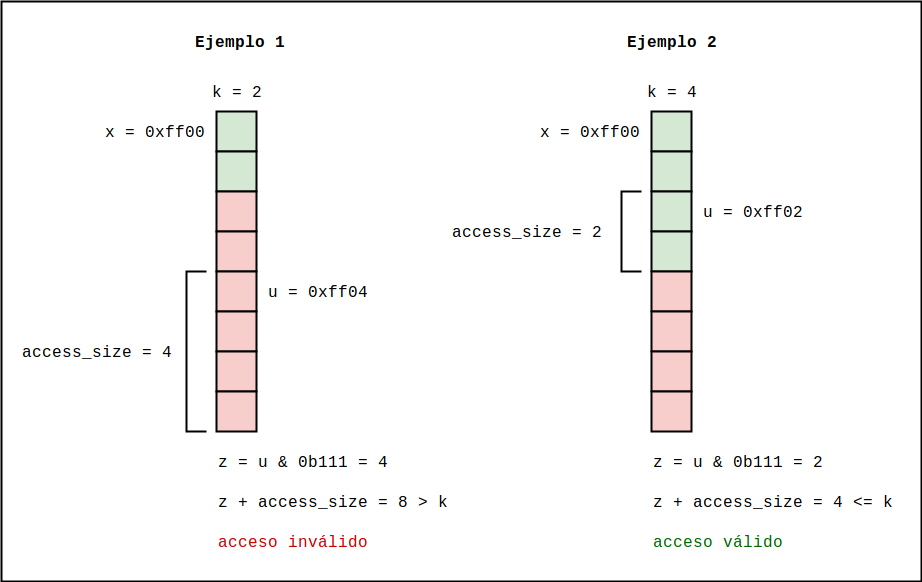 Ejemplo 1
k = 2
x = 0xff00
u = 0xff04
access_size = 4
z = u & 0b111 = 4
z + access_size = 8 > k
acceso inválido
Ejemplo 2
k = 4
x = 0xff00
u = 0xff02
access_size = 2
z = u & 0b111 = 2
z + access_size = 4 <= k
acceso válido